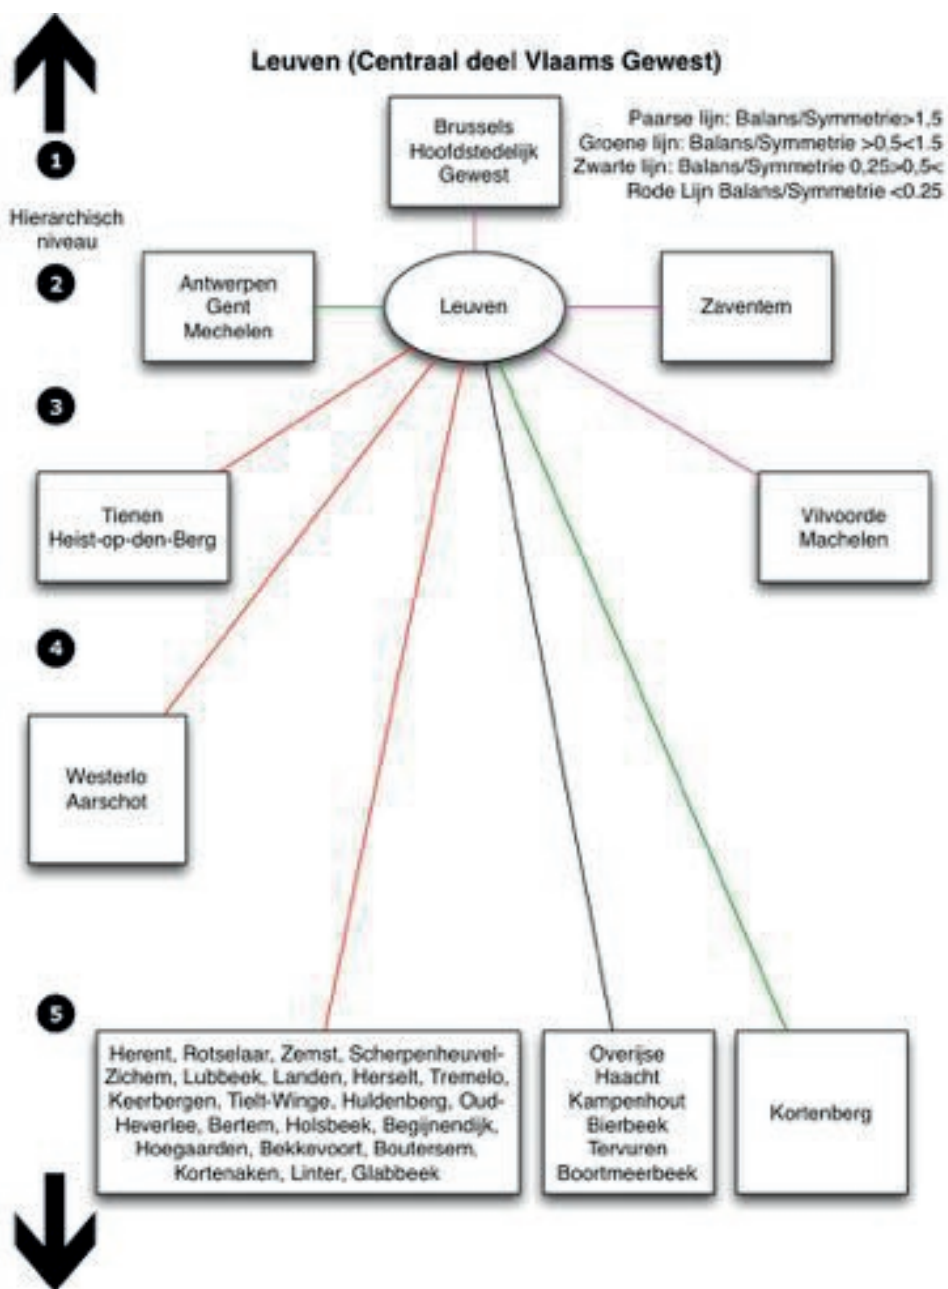 Leuven (Centraal deel Vlaams Gewest)
Brussels
Hoofdstedelijk
Gewest
Paarse lijn: Balans/Symmetrie>1,5
Groene lijn: Balans/Symmetrie >0,5<1.5
Zwarte lijn: Balans/Symmetrie 0,25>0,5<
Rode Lijn Balans/Symmetrie <0.25
1
Hierarchisch
niveau
2
Antwerpen
Gent
Mechelen
Leuven
Zaventem
3
Tienen
Heist-op-den-Berg
Vilvoorde
Machelen
4
Westerlo
Aarschot
5
Herent, Rotselaar, Zemst, Scherpenheuvel-
Zichem, Lubbeek, Landen, Herselt, Tremelo,
Keerbergen, Tielt-Winge, Huldenberg, Oud-
Heverlee, Bertem, Holsbeek, Begijnendijk,
Hoegaarden, Bekkevoort, Boutersem,
Kortenaken, Linter, Glabbeek
Overijse
Haacht
Kampenhout
Bierbeek
Tervuren
Boortmeerbeek
Kortenberg